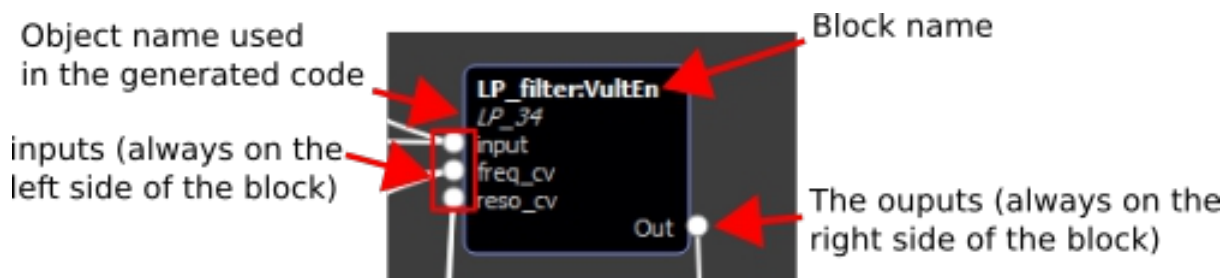 Object name used
in the generated code
inputs (always on the
left side of the block)
LP_filter:VultEn
LP_34
input
freq_cv
reso_cv
Out
Block name
The ouputs (always on the
right side of the block)